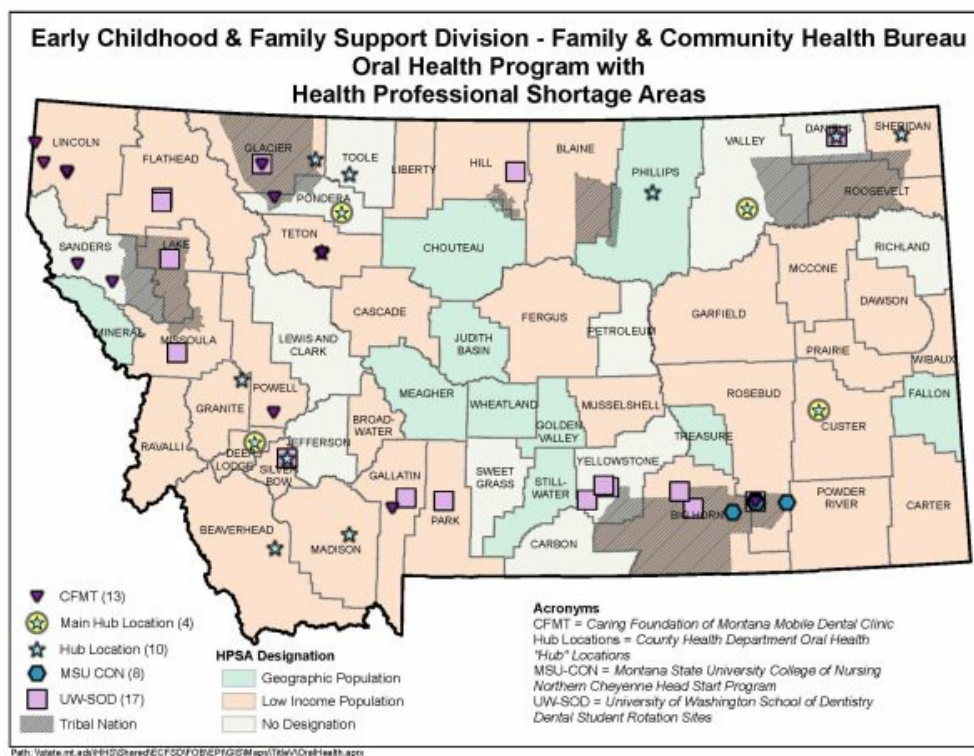 Early Childhood & Family Support Division - Family & Community Health Bureau
Oral Health Program with
Health Professional Shortage Areas
LINCOLN
FLATHEAD
GLACIER
TOOLE
LIBERTY
HILL
BLAINE
PHILLIPS
VALLEY
DANIELS
SHERIDAN
ROOSEVELT
PONDERA
TETON
CHOUTEAU
RICHLAND
SANDERS
LAKE
MCCONE
DAWSON
MINERAL
MISSOULA
LEWIS AND
CLARK
CASCADE
JUDITH
BASIN
FERGUS
PETROLEUM
GARFIELD
PRAIRIE
WIBAUX
POWELL
GRANITE
MEAGHER
WHEATLAND
GOLDEN
VALLEY
MUSSELSHELL
ROSEBUD
CUSTER
FALLON
RAVALLI
DEER
LODGE
SILVER
BOW
JEFFERSON
BROAD-
WATER
TREASURE
GALLATIN
PARK
SWEET
GRASS
STILL-
WATER
YELLOWSTONE
BIG HORN
POWDER
RIVER
CARTER
BEAVERHEAD
MADISON
CARBON
CFMT (13)
Main Hub Location (4)
Hub Location (10)
MSU CON (8)
UW-SOD (17)
Tribal Nation
HPSA Designation
Geographic Population
Low Income Population
No Designation
Acronyms
CFMT = Caring Foundation of Montana Mobile Dental Clinic
Hub Locations = County Health Department Oral Health
"Hub" Locations
MSU-CON = Montana State University College of Nursing
Northern Cheyenne Head Start Program
UW-SOD = University of Washington School of Dentistry
Dental Student Rotation Sites